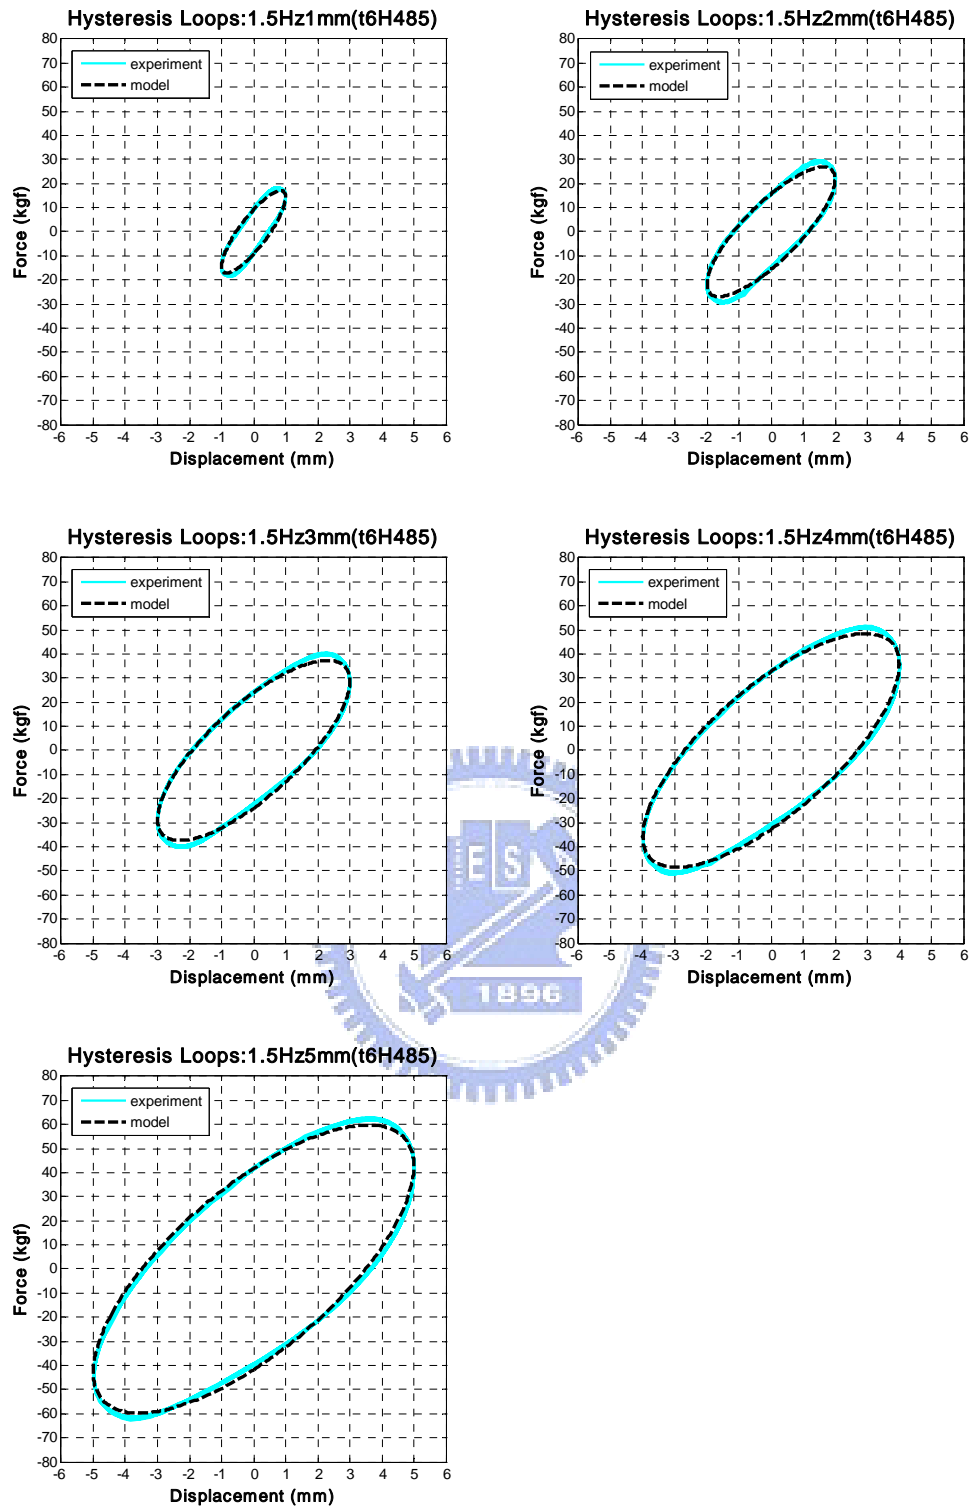 Hysteresis Loops:1.5Hz1mm(t6H485)
80
70
60
50
40
30
20
10
0
-10
-20
-30
-40
-50
-60
-70
-80
-6 -5 -4 -3 -2 -1 0 1 2 3 4 5 6
Force (kgf)
Displacement (mm)
experiment
model
Hysteresis Loops:1.5Hz2mm(t6H485)
80
70
60
50
40
30
20
10
0
-10
-20
-30
-40
-50
-60
-70
-80
-6 -5 -4 -3 -2 -1 0 1 2 3 4 5 6
Force (kgf)
Displacement (mm)
experiment
model
Hysteresis Loops:1.5Hz3mm(t6H485)
80
70
60
50
40
30
20
10
0
-10
-20
-30
-40
-50
-60
-70
-80
-6 -5 -4 -3 -2 -1 0 1 2 3 4 5 6
Force (kgf)
Displacement (mm)
experiment
model
Hysteresis Loops:1.5Hz4mm(t6H485)
80
70
60
50
40
30
20
10
0
-10
-20
-30
-40
-50
-60
-70
-80
-6 -5 -4 -3 -2 -1 0 1 2 3 4 5 6
Force (kgf)
Displacement (mm)
experiment
model
ES
1896
Hysteresis Loops:1.5Hz5mm(t6H485)
80
70
60
50
40
30
20
10
0
-10
-20
-30
-40
-50
-60
-70
-80
-6 -5 -4 -3 -2 -1 0 1 2 3 4 5 6
Force (kgf)
Displacement (mm)
experiment
model